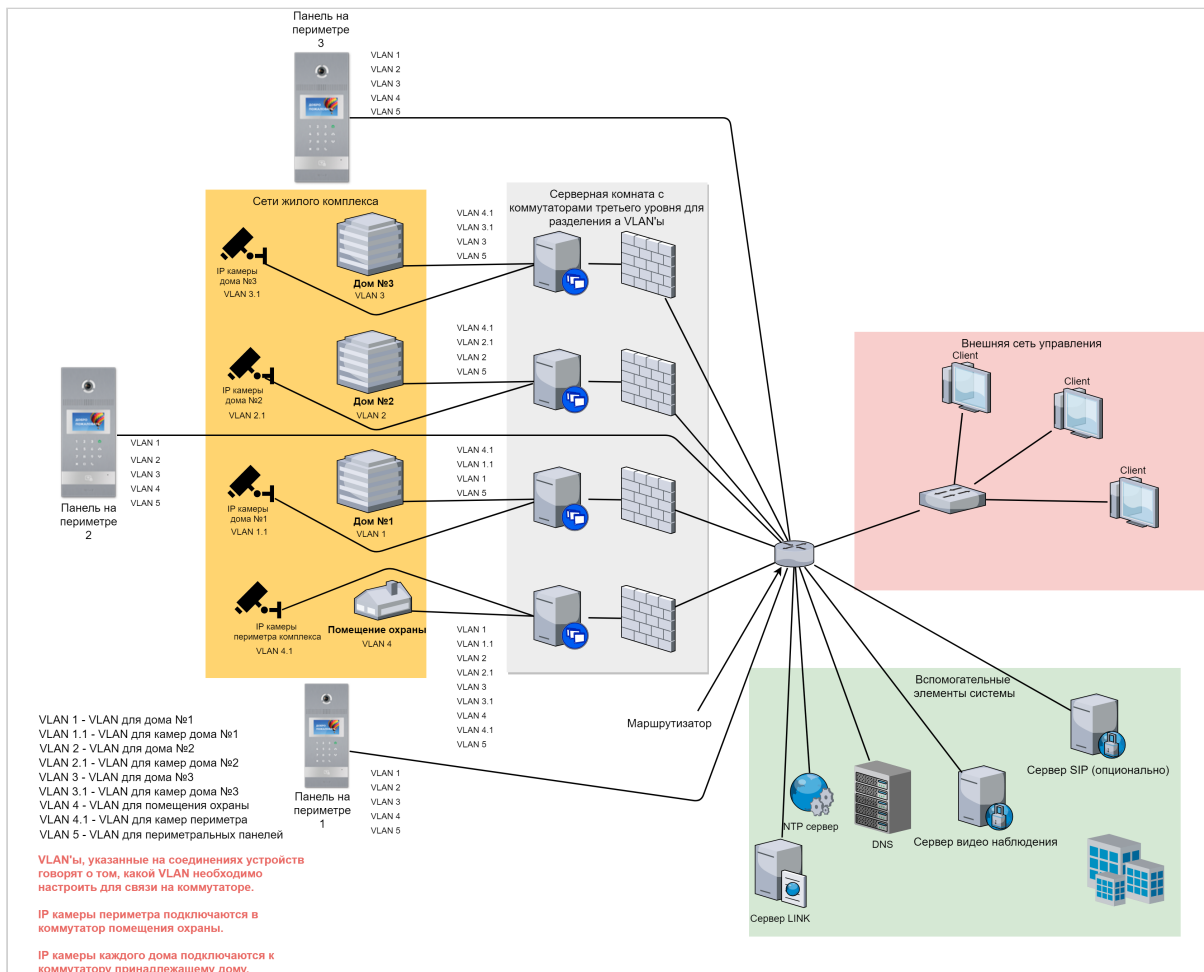 Панель на
периметре
3
VLAN 1
VLAN 2
VLAN 3
VLAN 4
VLAN 5
Сети жилого комплекса
IP камеры
дома №3
VLAN 3.1
Дом №3
VLAN 3
VLAN 4.1
VLAN 3.1
VLAN 3
VLAN 5
Серверная комната с
коммутаторами третьего уровня для
разделения а VLAN'ы
IP камеры
дома №2
VLAN 2.1
Дом №2
VLAN 2
VLAN 4.1
VLAN 2.1
VLAN 2
VLAN 5
Панель на
периметре
2
VLAN 1
VLAN 2
VLAN 3
VLAN 4
VLAN 5
IP камеры
дома №1
VLAN 1.1
Дом №1
VLAN 1
VLAN 4.1
VLAN 1.1
VLAN 1
VLAN 5
IP камеры
периметра комплекса
VLAN 4.1
Помещение охраны
VLAN 4
VLAN 1
VLAN 1.1
VLAN 2
VLAN 2.1
VLAN 3
VLAN 3.1
VLAN 4
VLAN 4.1
VLAN 5
Внешняя сеть управления
Client
Client
Client
Маршрутизатор
Панель на
периметре
1
VLAN 1
VLAN 2
VLAN 3
VLAN 4
VLAN 5
Вспомогательные
элементы системы
Сервер SIP (опционально)
Сервер видео наблюдения
DNS
NTP сервер
Сервер LINK
VLAN 1 - VLAN для дома №1
VLAN 1.1 - VLAN для камер дома №1
VLAN 2 - VLAN для дома №2
VLAN 2.1 - VLAN для камер дома №2
VLAN 3 - VLAN для дома №3
VLAN 3.1 - VLAN для камер дома №3
VLAN 4 - VLAN для помещения охраны
VLAN 4.1 - VLAN для камер периметра
VLAN 5 - VLAN для периметральных панелей
VLAN'ы, указанные на соединениях устройств
говорят о том, какой VLAN необходимо
настроить для связи на коммутаторе.
IP камеры периметра подключаются в
коммутатор помещения охраны.
IP камеры каждого дома подключаются к
коммутатору принадлежащему дому.